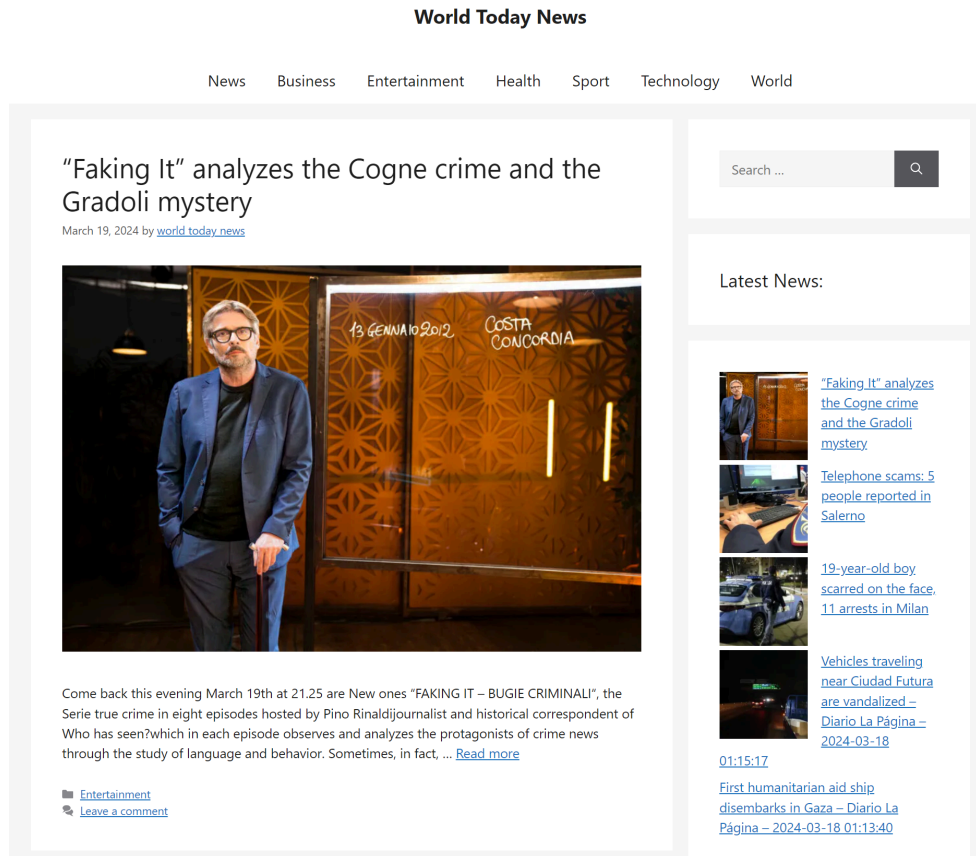 World Today News
News Business Entertainment Health Sport Technology World
“Faking It” analyzes the Cogne crime and the
Gradoli mystery
March 19, 2024 by world today news
13 GENNAIO 2012
COSTA
CONCORDIA
Come back this evening March 19th at 21.25 are New ones “FAKING IT – BUGIE CRIMINALI”, the
Serie true crime in eight episodes hosted by Pino Rinaldijournalist and historical correspondent of
Who has seen?which in each episode observes and analyzes the protagonists of crime news
through the study of language and behavior. Sometimes, in fact, … Read more
Entertainment
Leave a comment
Search …
Latest News:
“Faking It” analyzes
the Cogne crime
and the Gradoli
mystery
Telephone scams: 5
people reported in
Salerno
19-year-old boy
scarred on the face,
11 arrests in Milan
Vehicles traveling
near Ciudad Futura
are vandalized –
Diario La Página –
2024-03-18
01:15:17
First humanitarian aid ship
disembarks in Gaza – Diario La
Página – 2024-03-18 01:13:40